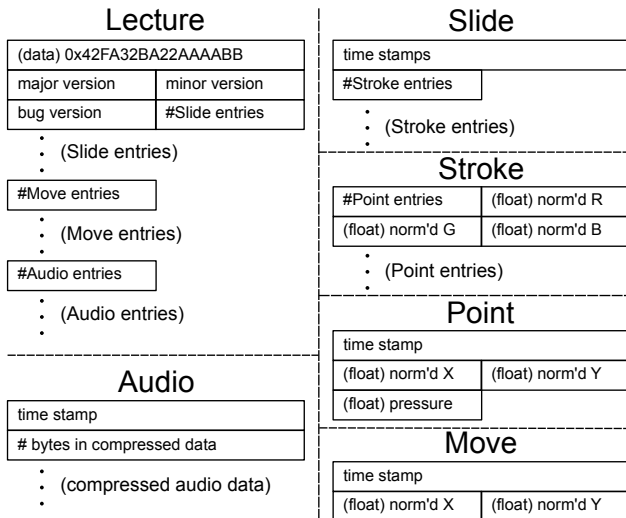 Lecture
(data) 0x42FA32BA22AAAABB
major version minor version
bug version #Slide entries
(Slide entries)
#Move entries
(Move entries)
#Audio entries
(Audio entries)
Audio
time stamp
# bytes in compressed data
(compressed audio data)
Slide
time stamps
#Stroke entries
(Stroke entries)
Stroke
#Point entries (float) norm'd R
(float) norm'd G (float) norm'd B
(Point entries)
Point
time stamp
(float) norm'd X (float) norm'd Y
(float) pressure
Move
time stamp
(float) norm'd X (float) norm'd Y